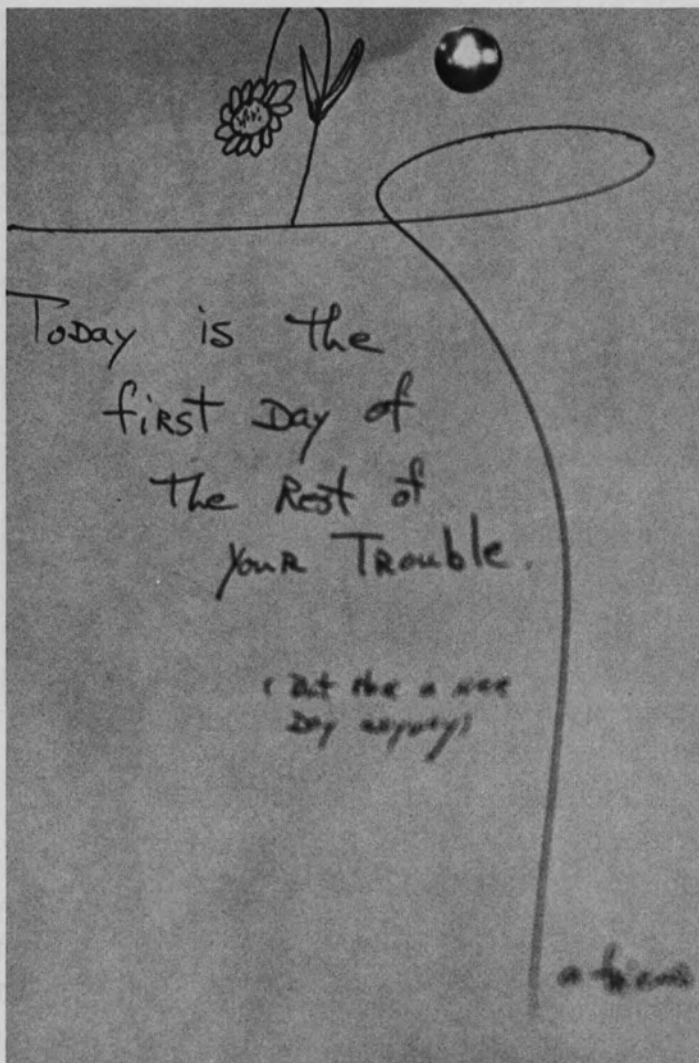 Today is the
first Day of
the Rest of
your Trouble.
(But Have a nice
Day anyway)
a friend